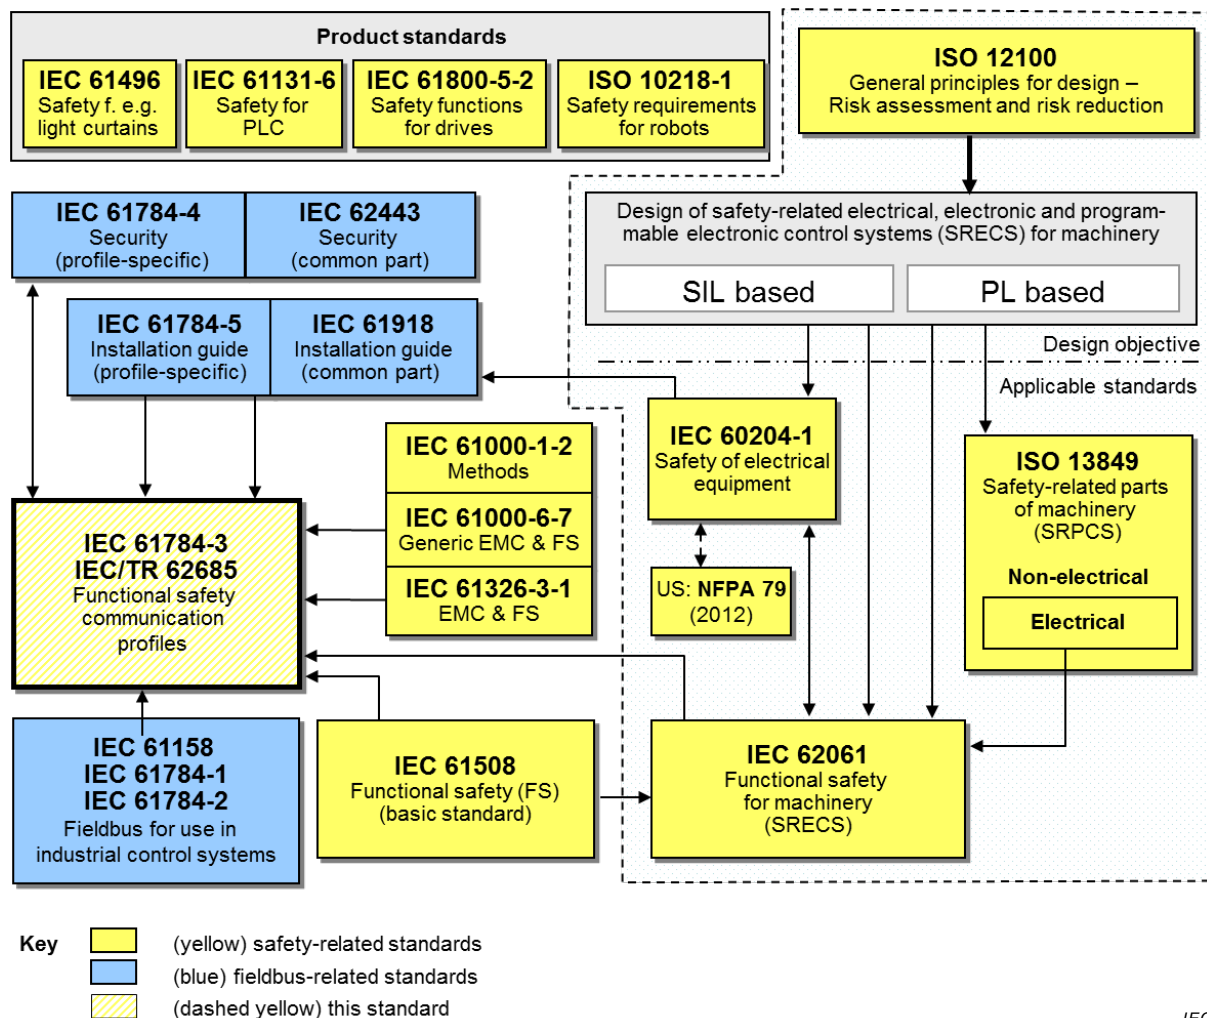 Product standards
IEC 61496
Safety f. e.g.
light curtains
IEC 61131-6
Safety for
PLC
IEC 61800-5-2
Safety functions
for drives
ISO 10218-1
Safety requirements
for robots
ISO 12100
General principles for design –
Risk assessment and risk reduction
IEC 61784-4
Security
(profile-specific)
IEC 62443
Security
(common part)
Design of safety-related electrical, electronic and program-
mable electronic control systems (SRECS) for machinery
SIL based
PL based
IEC 61784-5
Installation guide
(profile-specific)
IEC 61918
Installation guide
(common part)
Design objective
Applicable standards
IEC 60204-1
Safety of electrical
equipment
IEC 61000-1-2
Methods
IEC 61000-6-7
Generic EMC & FS
IEC 61326-3-1
EMC & FS
ISO 13849
Safety-related parts
of machinery
(SRPCS)
Non-electrical
Electrical
IEC 61784-3
IEC/TR 62685
Functional safety
communication
profiles
US: NFPA 79
(2012)
IEC 61158
IEC 61784-1
IEC 61784-2
Fieldbus for use in
industrial control systems
IEC 61508
Functional safety (FS)
(basic standard)
IEC 62061
Functional safety
for machinery
(SRECS)
Key
(yellow) safety-related standards
(blue) fieldbus-related standards
(dashed yellow) this standard